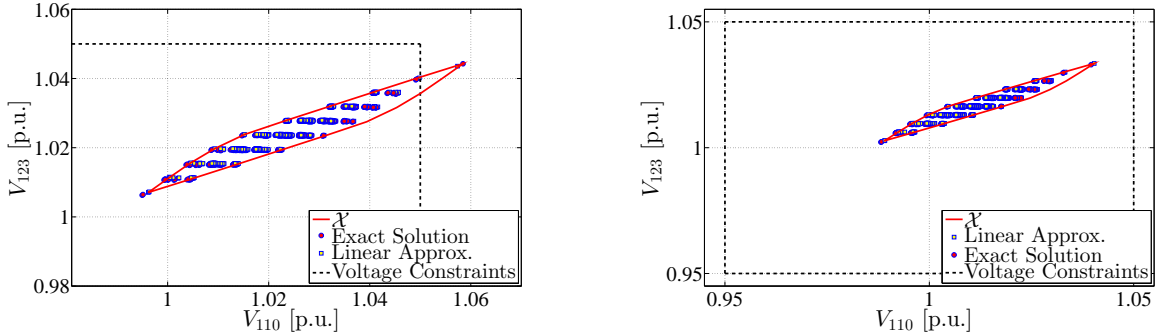 1.06
1.04
1.02
1
0.98
V123 [p.u.]
1
1.02
1.04
1.06
V110 [p.u.]
𝒳
Exact Solution
Linear Approx.
Voltage Constraints
1.05
1
0.95
V123 [p.u.]
0.95
1
1.05
V110 [p.u.]
𝒳
Linear Approx.
Exact Solution
Voltage Constraints